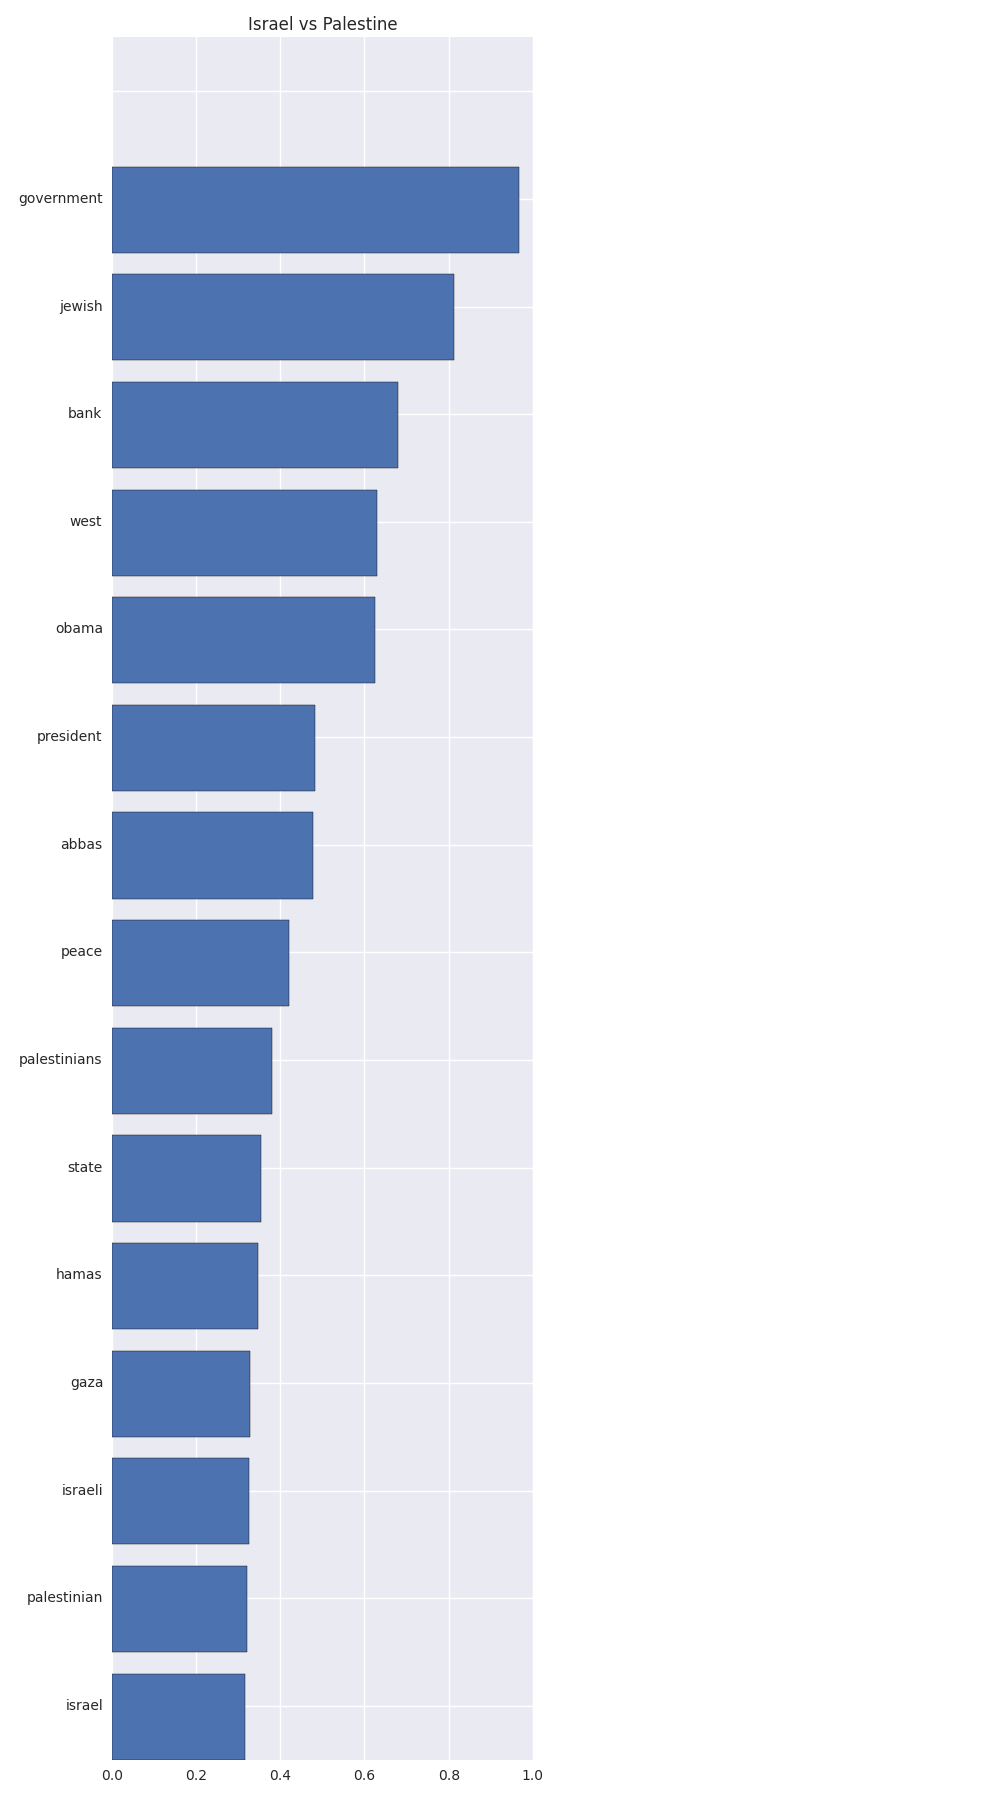 Israel vs Palestine
government
jewish
bank
west
obama
president
abbas
peace
palestinians
state
hamas
gaza
israeli
palestinian
israel
0.0 0.2 0.4 0.6 0.8 1.0